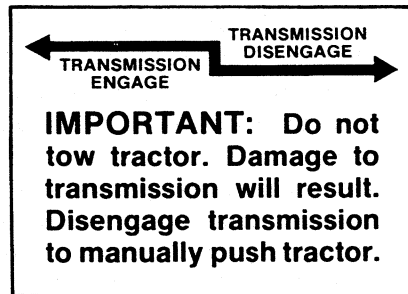 TRANSMISSION
DISENGAGE
TRANSMISSION
ENGAGE
IMPORTANT: Do not
tow tractor. Damage to
transmission will result.
Disengage transmission
to manually push tractor.